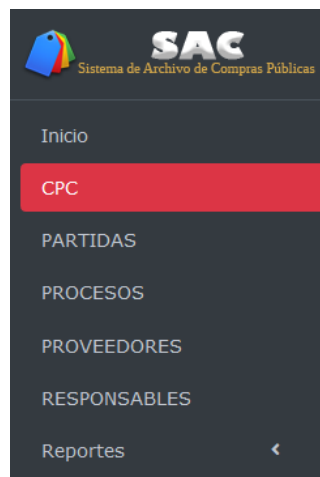 SAC
Sistema de Archivo de Compras Públicas
Inicio
CPC
PARTIDAS
PROCESOS
PROVEEDORES
RESPONSABLES
Reportes